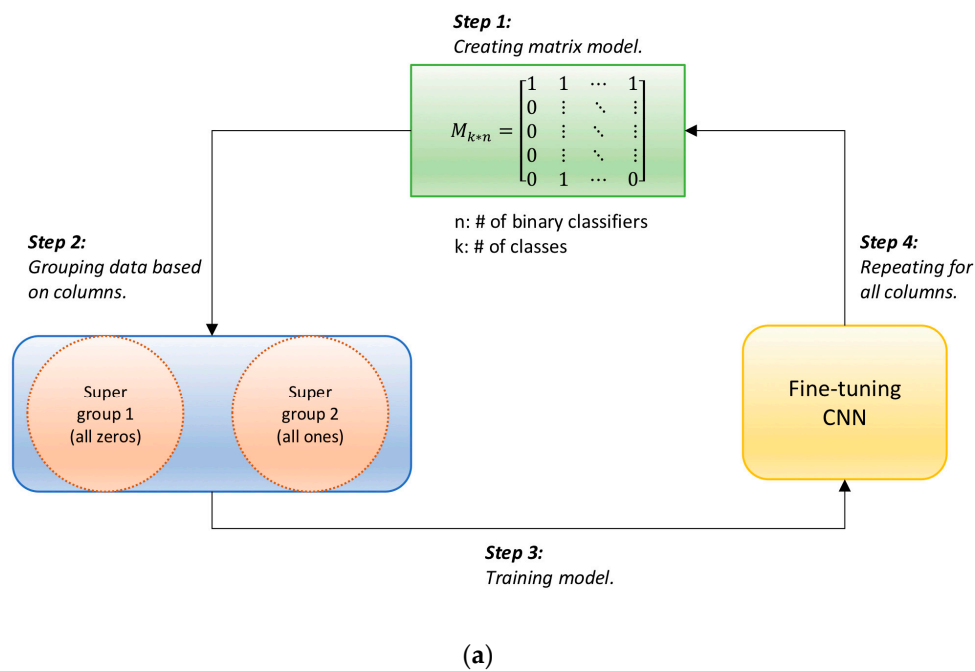 Step 1:
Creating matrix model.
1 1 ⋯ 1
0 ⋮ ⋱ ⋮
M_{k*n} = 0 ⋮ ⋱ ⋮
0 ⋮ ⋱ ⋮
0 1 ⋯ 0
n: # of binary classifiers
k: # of classes
Step 2:
Grouping data based
on columns.
Step 4:
Repeating for
all columns.
Super
group 1
(all zeros)
Super
group 2
(all ones)
Fine-tuning
CNN
Step 3:
Training model.
(a)